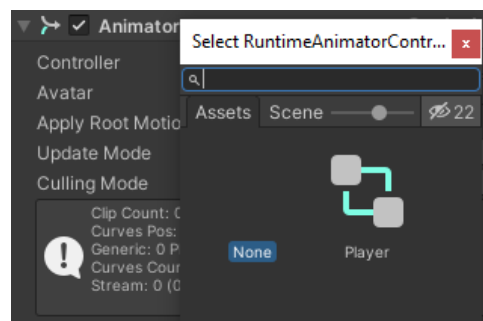 Animator
Select RuntimeAnimatorContr...
x
Controller
Avatar
Assets Scene 22
Apply Root Motio
Update Mode
Culling Mode
Clip Count: 0
Curves Pos:
Generic: 0 P
Curves Cour
Stream: 0 (0
None Player